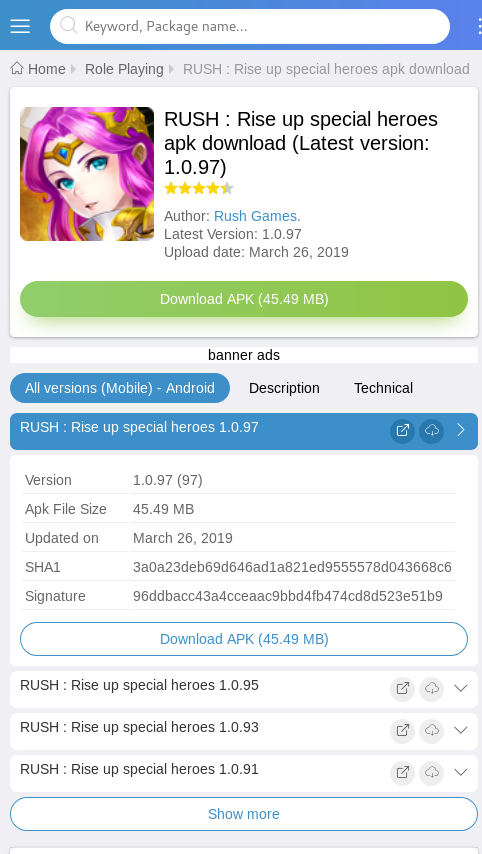 Keyword, Package name...
Home Role Playing RUSH : Rise up special heroes apk download
RUSH : Rise up special heroes
apk download (Latest version:
1.0.97)
Author: Rush Games.
Latest Version: 1.0.97
Upload date: March 26, 2019
Download APK (45.49 MB)
banner ads
All versions (Mobile) - Android Description Technical
RUSH : Rise up special heroes 1.0.97
Version 1.0.97 (97)
Apk File Size 45.49 MB
Updated on March 26, 2019
SHA1 3a0a23deb69d646ad1a821ed9555578d043668c6
Signature 96ddbacc43a4cceaac9bbd4fb474cd8d523e51b9
Download APK (45.49 MB)
RUSH : Rise up special heroes 1.0.95
RUSH : Rise up special heroes 1.0.93
RUSH : Rise up special heroes 1.0.91
Show more